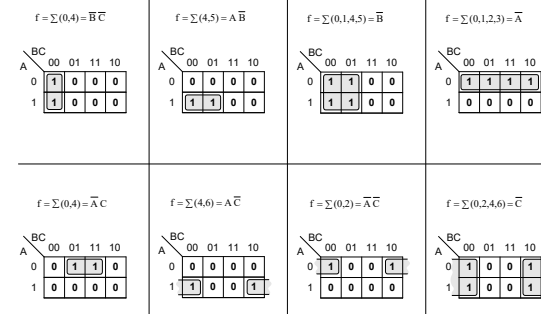 f = ∑(0,4) = B̅ C̅
f = ∑(4,5) = A B̅
f = ∑(0,1,4,5) = B̅
f = ∑(0,1,2,3) = A̅
BC
00 01 11 10
A
0 1 0 0 0
1 1 0 0 0
BC
00 01 11 10
A
0 0 0 0 0
1 1 1 0 0
BC
00 01 11 10
A
0 1 1 0 0
1 1 1 0 0
BC
00 01 11 10
A
0 1 1 1 1
1 0 0 0 0
f = ∑(0,4) = A̅ C
f = ∑(4,6) = A C̅
f = ∑(0,2) = A̅ C̅
f = ∑(0,2,4,6) = C̅
BC
00 01 11 10
A
0 0 1 1 0
1 0 0 0 0
BC
00 01 11 10
A
0 0 0 0 0
1 1 0 0 1
BC
00 01 11 10
A
0 1 0 0 1
1 0 0 0 0
BC
00 01 11 10
A
0 1 0 0 1
1 1 0 0 1